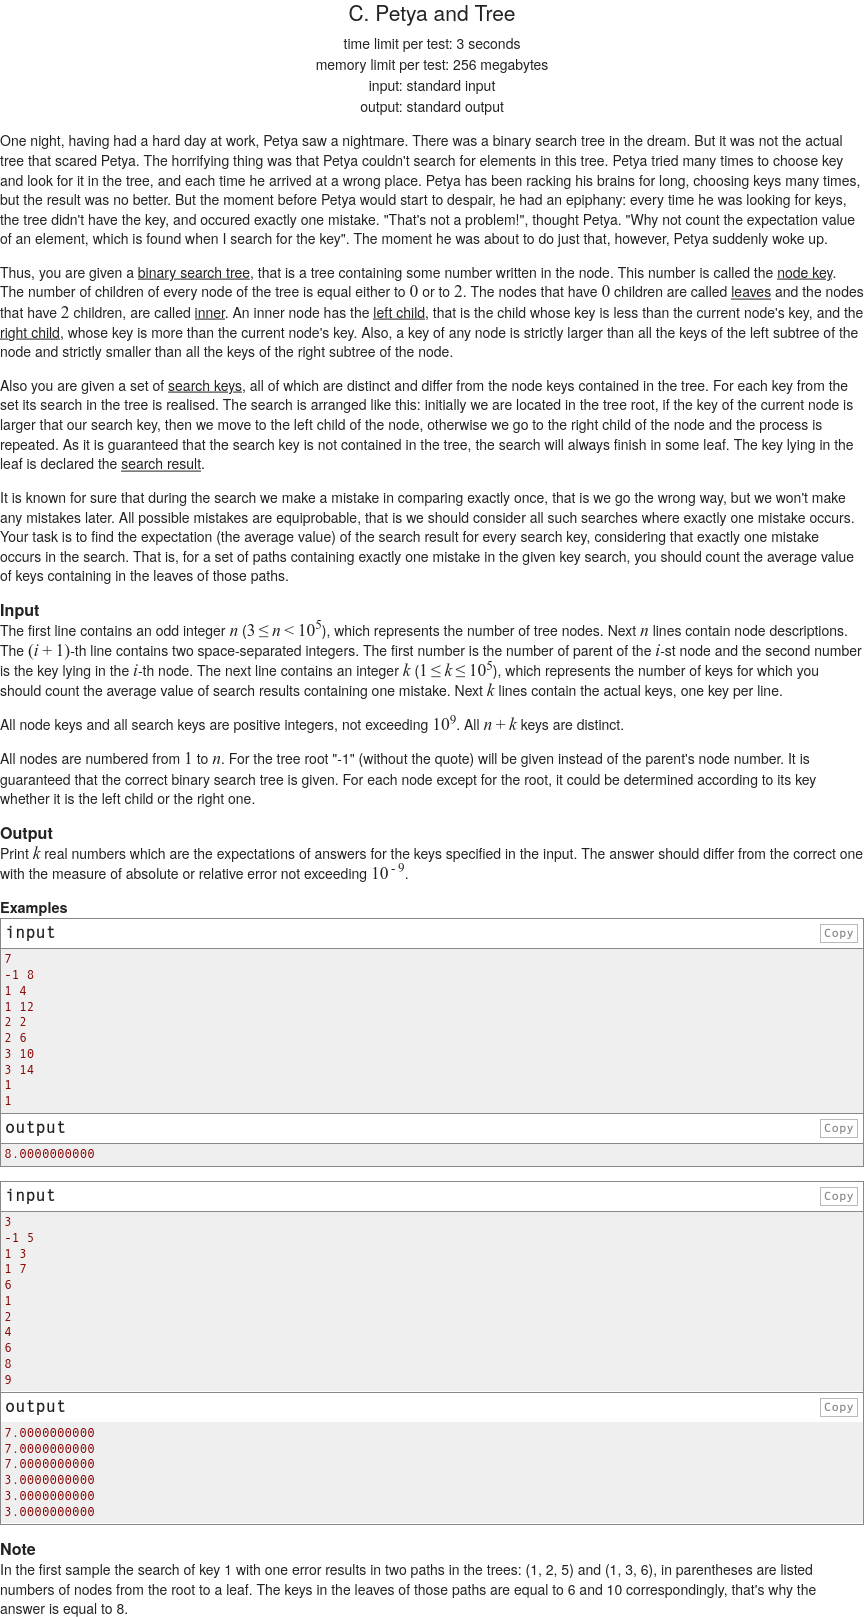 C. Petya and Tree
time limit per test: 3 seconds
memory limit per test: 256 megabytes
input: standard input
output: standard output
One night, having had a hard day at work, Petya saw a nightmare. There was a binary search tree in the dream. But it was not the actual
tree that scared Petya. The horrifying thing was that Petya couldn't search for elements in this tree. Petya tried many times to choose key
and look for it in the tree, and each time he arrived at a wrong place. Petya has been racking his brains for long, choosing keys many times,
but the result was no better. But the moment before Petya would start to despair, he had an epiphany: every time he was looking for keys,
the tree didn't have the key, and occured exactly one mistake. "That's not a problem!", thought Petya. "Why not count the expectation value
of an element, which is found when I search for the key". The moment he was about to do just that, however, Petya suddenly woke up.
Thus, you are given a binary search tree, that is a tree containing some number written in the node. This number is called the node key.
The number of children of every node of the tree is equal either to 0 or to 2. The nodes that have 0 children are called leaves and the nodes
that have 2 children, are called inner. An inner node has the left child, that is the child whose key is less than the current node's key, and the
right child, whose key is more than the current node's key. Also, a key of any node is strictly larger than all the keys of the left subtree of the
node and strictly smaller than all the keys of the right subtree of the node.
Also you are given a set of search keys, all of which are distinct and differ from the node keys contained in the tree. For each key from the
set its search in the tree is realised. The search is arranged like this: initially we are located in the tree root, if the key of the current node is
larger that our search key, then we move to the left child of the node, otherwise we go to the right child of the node and the process is
repeated. As it is guaranteed that the search key is not contained in the tree, the search will always finish in some leaf. The key lying in the
leaf is declared the search result.
It is known for sure that during the search we make a mistake in comparing exactly once, that is we go the wrong way, but we won't make
any mistakes later. All possible mistakes are equiprobable, that is we should consider all such searches where exactly one mistake occurs.
Your task is to find the expectation (the average value) of the search result for every search key, considering that exactly one mistake
occurs in the search. That is, for a set of paths containing exactly one mistake in the given key search, you should count the average value
of keys containing in the leaves of those paths.
Input
The first line contains an odd integer n (3 ≤ n < 10^5), which represents the number of tree nodes. Next n lines contain node descriptions.
The (i + 1)-th line contains two space-separated integers. The first number is the number of parent of the i-st node and the second number
is the key lying in the i-th node. The next line contains an integer k (1 ≤ k ≤ 10^5), which represents the number of keys for which you
should count the average value of search results containing one mistake. Next k lines contain the actual keys, one key per line.
All node keys and all search keys are positive integers, not exceeding 10^9. All n + k keys are distinct.
All nodes are numbered from 1 to n. For the tree root "-1" (without the quote) will be given instead of the parent's node number. It is
guaranteed that the correct binary search tree is given. For each node except for the root, it could be determined according to its key
whether it is the left child or the right one.
Output
Print k real numbers which are the expectations of answers for the keys specified in the input. The answer should differ from the correct one
with the measure of absolute or relative error not exceeding 10^-9.
Examples
input
Copy
7
-1 8
1 4
1 12
2 2
2 6
3 10
3 14
1
1
output
Copy
8.0000000000
input
Copy
3
-1 5
1 3
1 7
6
1
2
4
6
8
9
output
Copy
7.0000000000
7.0000000000
7.0000000000
3.0000000000
3.0000000000
3.0000000000
Note
In the first sample the search of key 1 with one error results in two paths in the trees: (1, 2, 5) and (1, 3, 6), in parentheses are listed
numbers of nodes from the root to a leaf. The keys in the leaves of those paths are equal to 6 and 10 correspondingly, that's why the
answer is equal to 8.